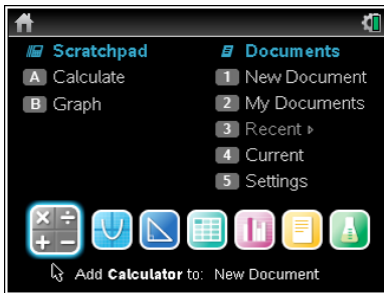 Scratchpad
A Calculate
B Graph
Documents
1 New Document
2 My Documents
3 Recent ▸
4 Current
5 Settings
Add Calculator to: New Document